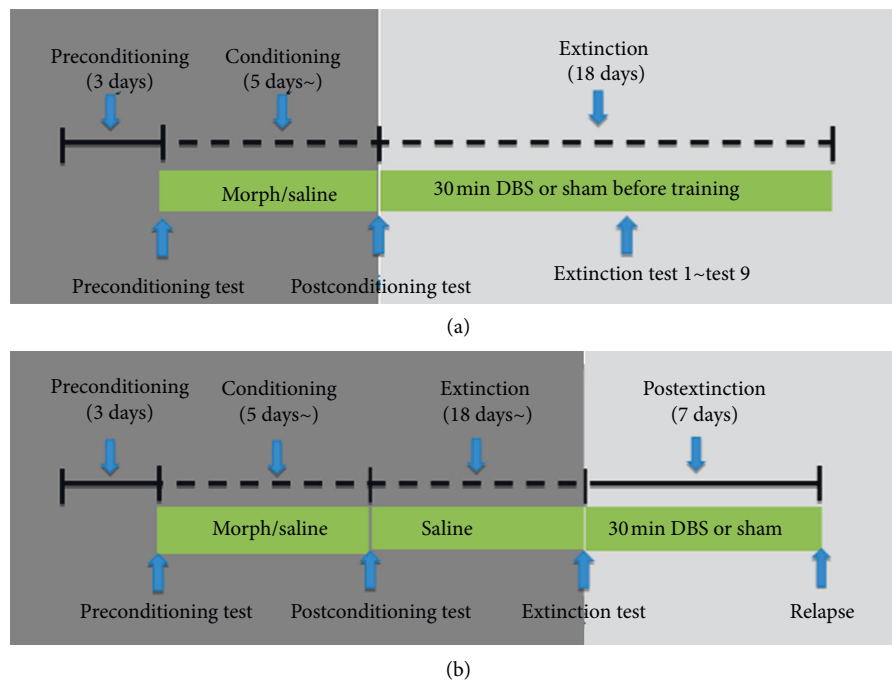 Preconditioning
(3 days)
Conditioning
(5 days~)
Extinction
(18 days)
Morph/saline
30 min DBS or sham before training
Preconditioning test
Postconditioning test
Extinction test 1~test 9
(a)
Preconditioning
(3 days)
Conditioning
(5 days~)
Extinction
(18 days~)
Postextinction
(7 days)
Morph/saline
Saline
30 min DBS or sham
Preconditioning test
Postconditioning test
Extinction test
Relapse
(b)